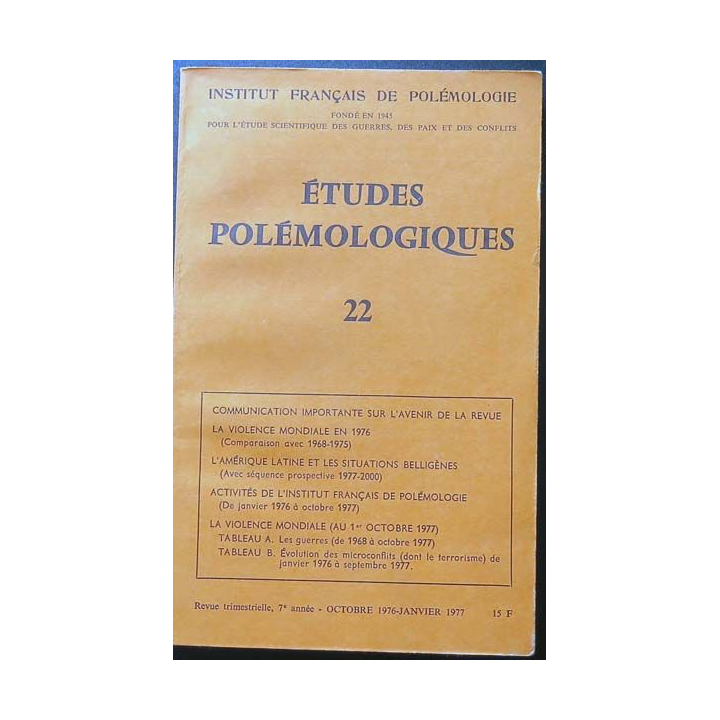 INSTITUT FRANÇAIS DE POLÉMOLOGIE
FONDÉ EN 1945
POUR L'ÉTUDE SCIENTIFIQUE DES GUERRES, DES PAIX ET DES CONFLITS
ÉTUDES
POLÉMOLOGIQUES
22
COMMUNICATION IMPORTANTE SUR L'AVENIR DE LA REVUE
LA VIOLENCE MONDIALE EN 1976
(Comparaison avec 1968-1975)
L'AMÉRIQUE LATINE ET LES SITUATIONS BELLIGÈNES
(Avec séquence prospective 1977-2000)
ACTIVITÉS DE L'INSTITUT FRANÇAIS DE POLÉMOLOGIE
(De janvier 1976 à octobre 1977)
LA VIOLENCE MONDIALE (AU 1er OCTOBRE 1977)
TABLEAU A. Les guerres (de 1968 à octobre 1977)
TABLEAU B. Évolution des microconflits (dont le terrorisme) de
janvier 1976 à septembre 1977.
Revue trimestrielle, 7e année - OCTOBRE 1976-JANVIER 1977 15 F